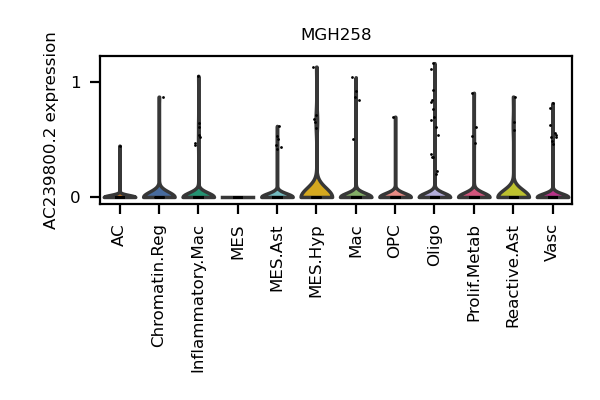 MGH258
AC239800.2 expression
1
0
AC
Chromatin.Reg
Inflammatory.Mac
MES
MES.Ast
MES.Hyp
Mac
OPC
Oligo
Prolif.Metab
Reactive.Ast
Vasc